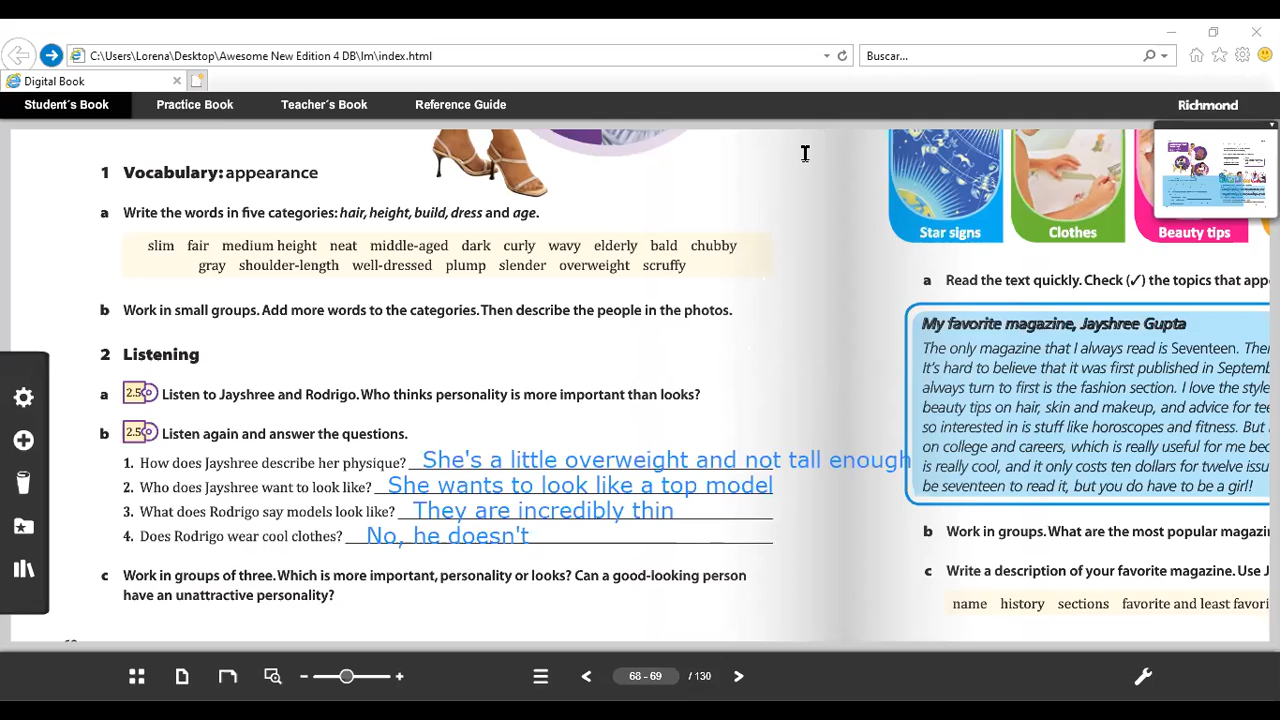 C:\Users\Lorena\Desktop\Awesome New Edition 4 DB\lm\index.html
Buscar...
Digital Book
Student´s Book
Practice Book
Teacher´s Book
Reference Guide
Richmond
1 Vocabulary: appearance
a Write the words in five categories: hair, height, build, dress and age.
slim fair medium height neat middle-aged dark curly wavy elderly bald chubby
gray shoulder-length well-dressed plump slender overweight scruffy
b Work in small groups. Add more words to the categories. Then describe the people in the photos.
2 Listening
a 2.5 Listen to Jayshree and Rodrigo. Who thinks personality is more important than looks?
b 2.5 Listen again and answer the questions.
1. How does Jayshree describe her physique? She's a little overweight and not tall enough
2. Who does Jayshree want to look like? She wants to look like a top model
3. What does Rodrigo say models look like? They are incredibly thin
4. Does Rodrigo wear cool clothes? No, he doesn't
c Work in groups of three. Which is more important, personality or looks? Can a good-looking person
have an unattractive personality?
Star signs
Clothes
Beauty tips
a Read the text quickly. Check (✓) the topics that appe
My favorite magazine, Jayshree Gupta
The only magazine that I always read is Seventeen. Ther
It's hard to believe that it was first published in Septemb
always turn to first is the fashion section. I love the style
beauty tips on hair, skin and makeup, and advice for tee
so interested in is stuff like horoscopes and fortunes. But
on college and careers, which is really useful for me bec
is really cool, and it only costs ten dollars for twelve issu
be seventeen to read it, but you do have to be a girl!
b Work in groups. What are the most popular magazi
c Write a description of your favorite magazine. Use J
name history sections favorite and least favori
68 - 69 / 130